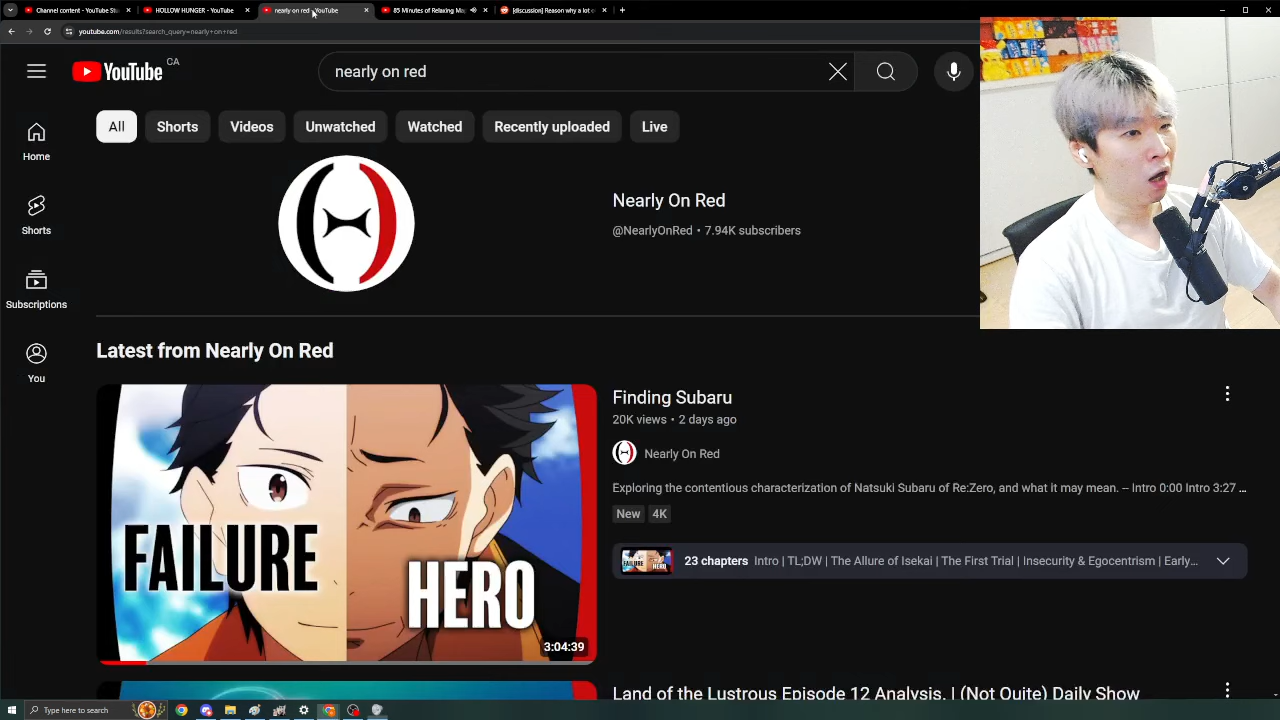 Channel content - YouTube Stu
HOLLOW HUNGER - YouTube
nearly on red - YouTube
85 Minutes of Relaxing Ma
[discussion] Reason why a lot o
youtube.com/results?search_query=nearly+on+red
YouTube CA
nearly on red
All
Shorts
Videos
Unwatched
Watched
Recently uploaded
Live
Home
Shorts
Subscriptions
You
Nearly On Red
@NearlyOnRed • 7.94K subscribers
Latest from Nearly On Red
FAILURE
HERO
3:04:39
Finding Subaru
20K views • 2 days ago
Nearly On Red
Exploring the contentious characterization of Natsuki Subaru of Re:Zero, and what it may mean. -- Intro 0:00 Intro 3:27 ...
New
4K
FAILURE
HERO
23 chapters Intro | TL;DW | The Allure of Isekai | The First Trial | Insecurity & Egocentrism | Early...
Land of the Lustrous Episode 12 Analysis. | (Not Quite) Daily Show
Type here to search